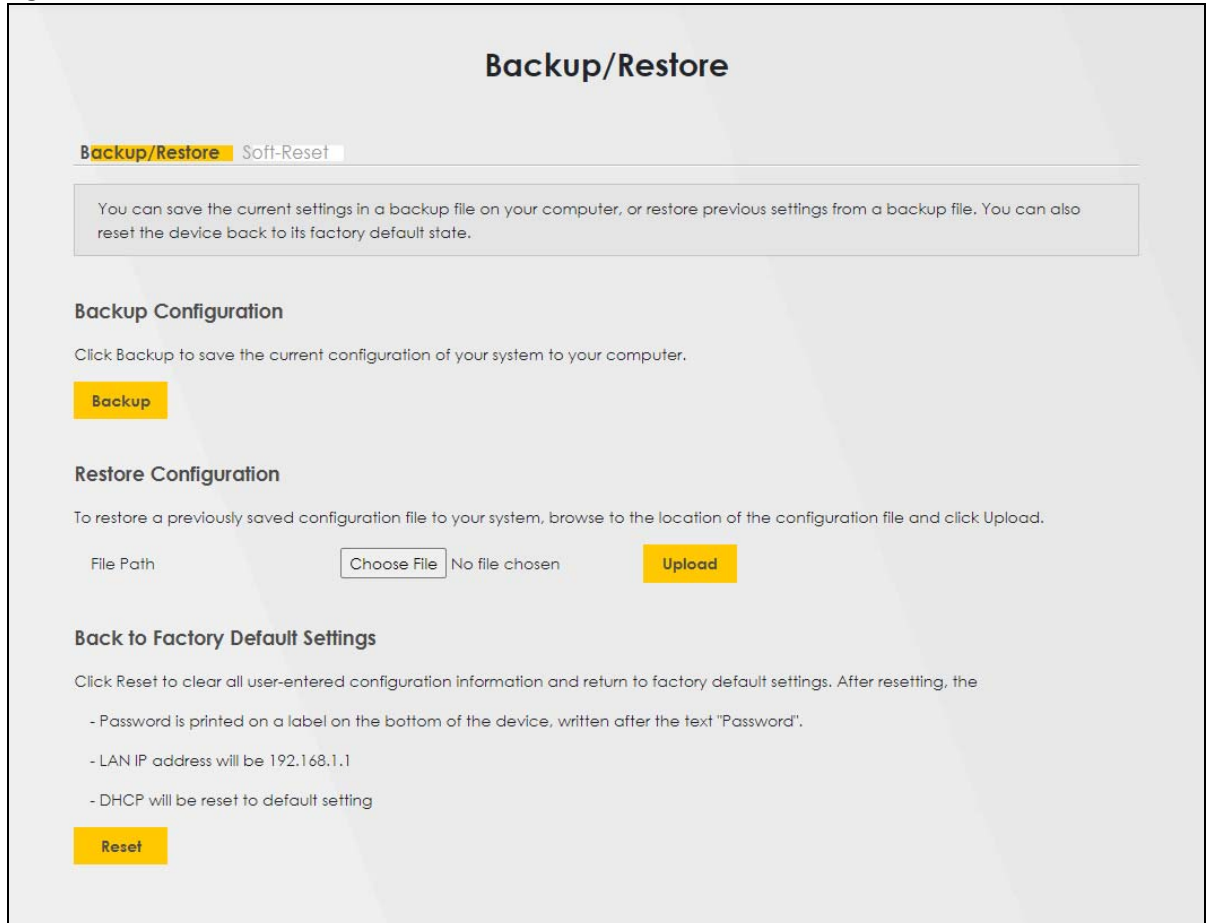 Backup/Restore
Backup/Restore Soft-Reset
You can save the current settings in a backup file on your computer, or restore previous settings from a backup file. You can also
reset the device back to its factory default state.
Backup Configuration
Click Backup to save the current configuration of your system to your computer.
Backup
Restore Configuration
To restore a previously saved configuration file to your system, browse to the location of the configuration file and click Upload.
File Path Choose File No file chosen Upload
Back to Factory Default Settings
Click Reset to clear all user-entered configuration information and return to factory default settings. After resetting, the
- Password is printed on a label on the bottom of the device, written after the text "Password".
- LAN IP address will be 192.168.1.1
- DHCP will be reset to default setting
Reset